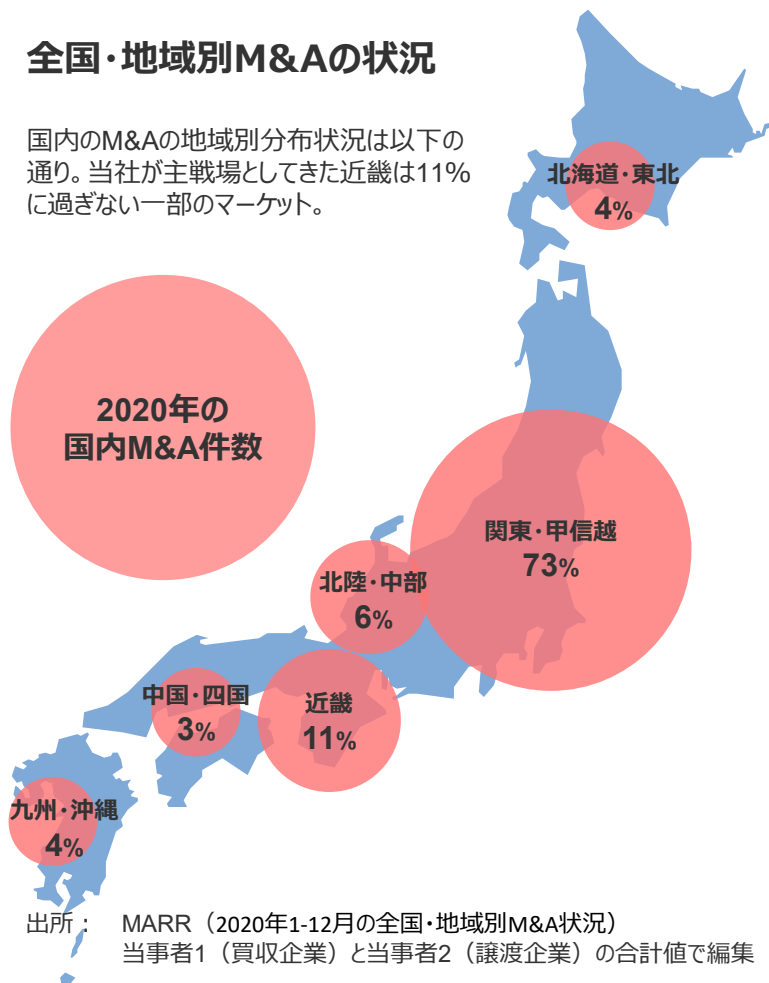 全国・地域別M&Aの状況
国内のM&Aの地域別分布状況は以下の
通り。当社が主戦場としてきた近畿は11%
に過ぎない一部のマーケット。
北海道・東北
4%
2020年の
国内M&A件数
関東・甲信越
73%
北陸・中部
6%
中国・四国
3%
近畿
11%
九州・沖縄
4%
出所： MARR（2020年1-12月の全国・地域別M&A状況）
当事者1（買収企業）と当事者2（譲渡企業）の合計値で編集